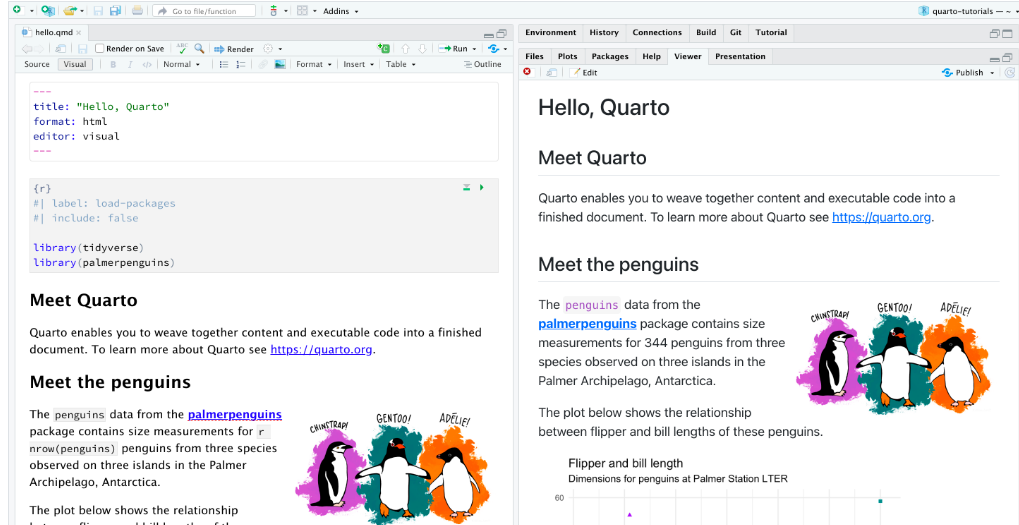 Go to file/function
Addins
quarto-tutorials —
hello.qmd
Render on Save
Render
Run
Source
Visual
B
I
</>
Normal
Format
Insert
Table
Outline
---
title: "Hello, Quarto"
format: html
editor: visual
---
{r}
#| label: load-packages
#| include: false
library(tidyverse)
library(palmerpenguins)
Meet Quarto
Quarto enables you to weave together content and executable code into a finished
document. To learn more about Quarto see https://quarto.org.
Meet the penguins
The penguins data from the palmerpenguins
package contains size measurements for r
nrow(penguins) penguins from three species
observed on three islands in the Palmer
Archipelago, Antarctica.
CHINSTRAP!
GENTOO!
ADÉLIE!
The plot below shows the relationship
Environment
History
Connections
Build
Git
Tutorial
Files
Plots
Packages
Help
Viewer
Presentation
Edit
Publish
Hello, Quarto
Meet Quarto
Quarto enables you to weave together content and executable code into a
finished document. To learn more about Quarto see https://quarto.org.
Meet the penguins
The penguins data from the
palmerpenguins package contains size
measurements for 344 penguins from three
species observed on three islands in the
Palmer Archipelago, Antarctica.
CHINSTRAP!
GENTOO!
ADÉLIE!
The plot below shows the relationship
between flipper and bill lengths of these penguins.
Flipper and bill length
Dimensions for penguins at Palmer Station LTER
60